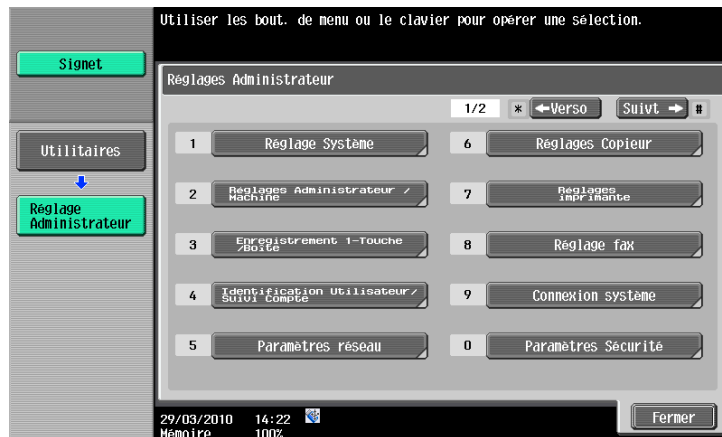 Utiliser les bout. de menu ou le clavier pour opérer une sélection.
Signet
Réglages Administrateur
1/2 * ←Verso Suivt → #
Utilitaires
Réglage
Administrateur
1 Réglage Système
2 Réglages Administrateur /
Machine
3 Enregistrement 1-Touche
/Boîte
4 Identification Utilisateur/
Suivi Compte
5 Paramètres réseau
6 Réglages Copieur
7 Réglages
imprimante
8 Réglage fax
9 Connexion système
0 Paramètres Sécurité
29/03/2010 14:22
Mémoire 100%
Fermer